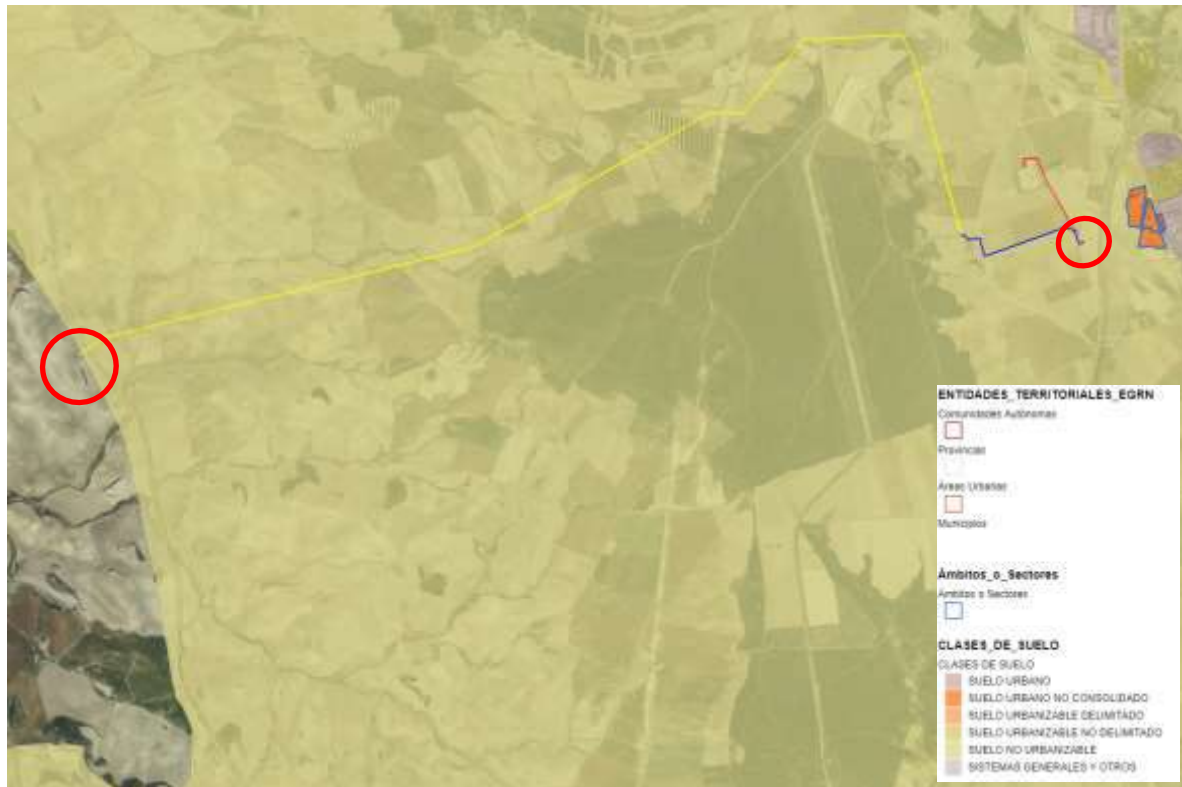 ENTIDADES_TERRITORIALES_EGRN
Comunidades Autónomas
Provincias
Áreas Urbanas
Municipios
Ámbitos_o_Sectores
Ámbitos o Sectores
CLASES_DE_SUELO
CLASES DE SUELO
SUELO URBANO
SUELO URBANO NO CONSOLIDADO
SUELO URBANIZABLE DELIMITADO
SUELO URBANIZABLE NO DELIMITADO
SUELO NO URBANIZABLE
SISTEMAS GENERALES Y OTROS